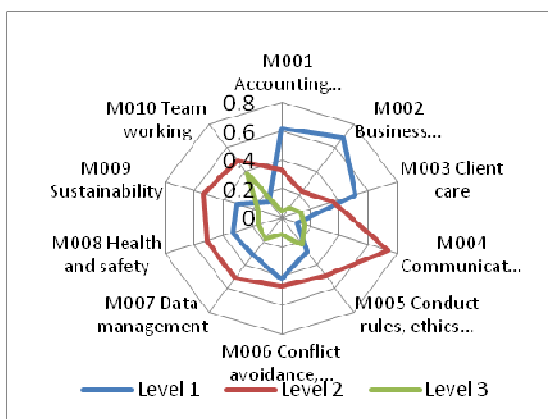 M001
Accounting...
M002
Business...
M003 Client
care
M004
Communicat...
M005 Conduct
rules, ethics...
M006 Conflict
avoidance,...
M007 Data
management
M008 Health
and safety
M009
Sustainability
M010 Team
working
0.8
0.6
0.4
0.2
0
Level 1
Level 2
Level 3